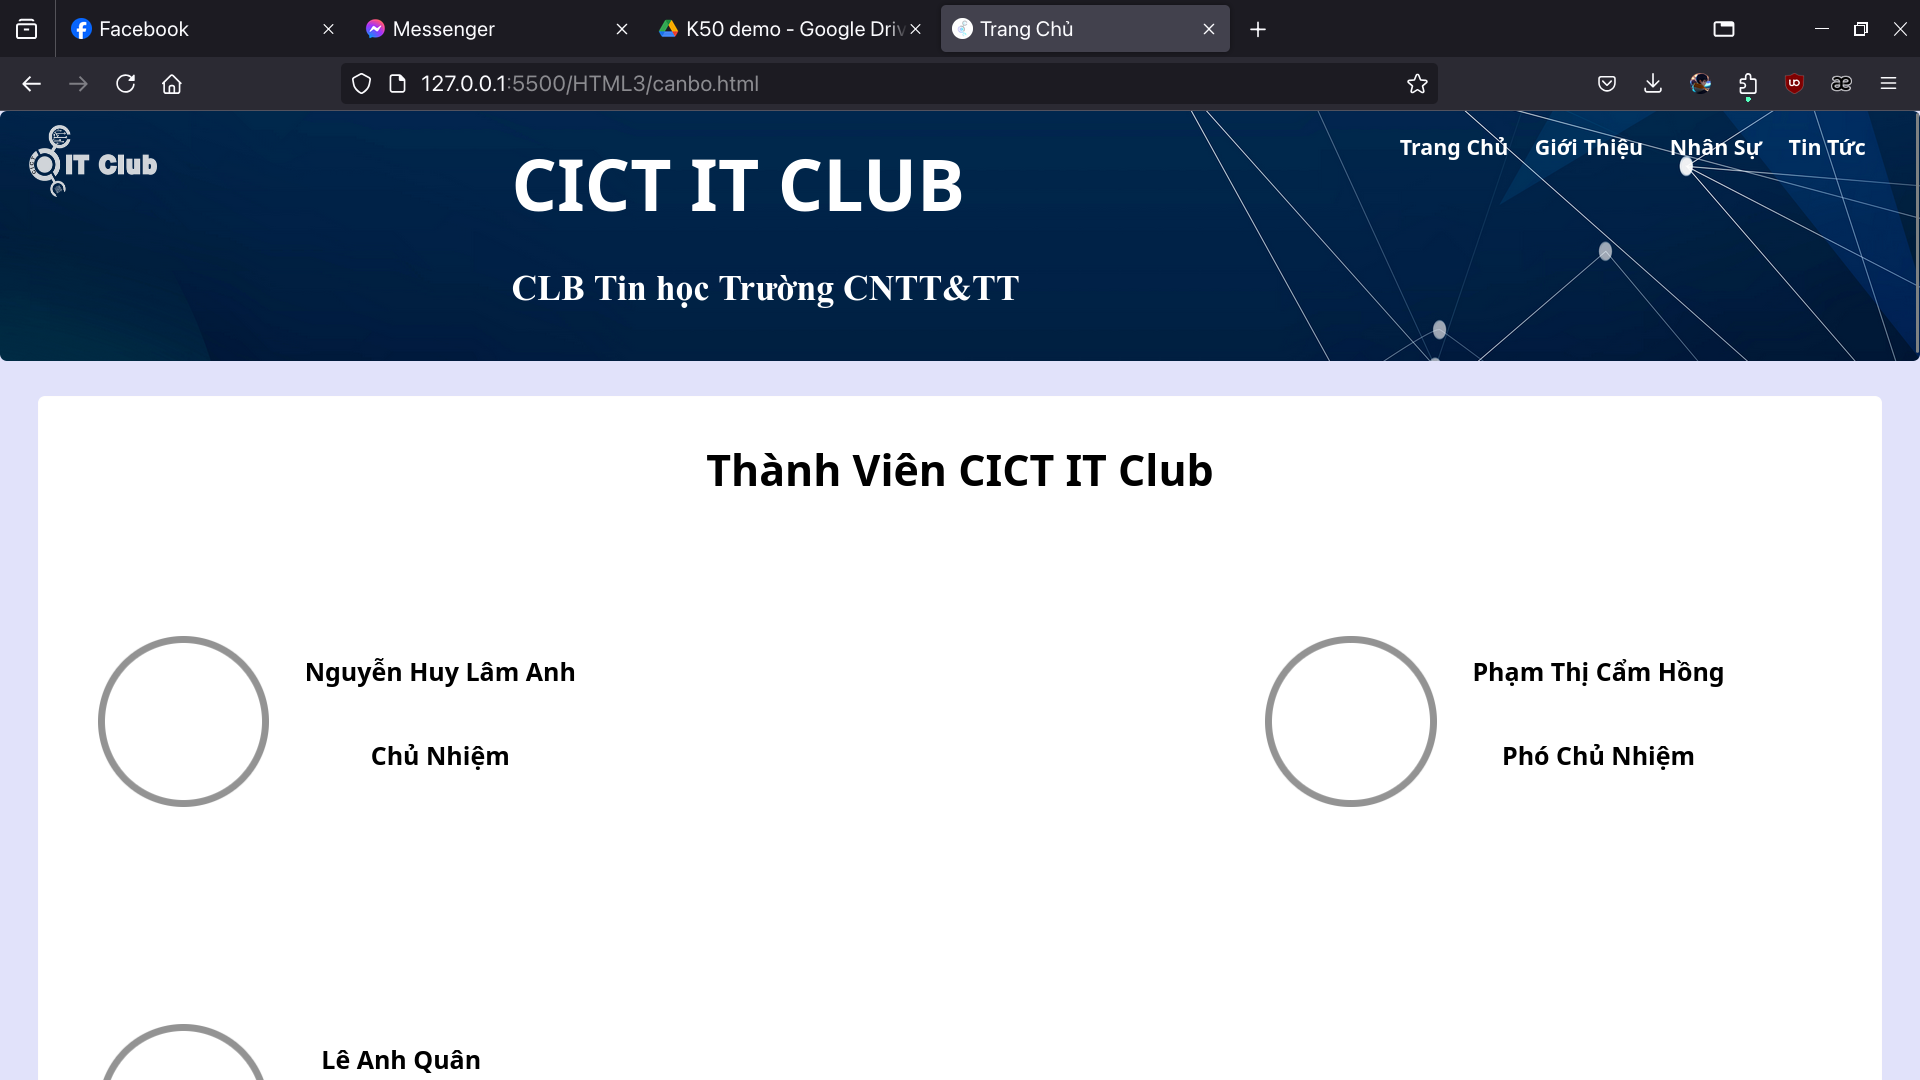 Facebook
Messenger
K50 demo - Google Driv
Trang Chủ
127.0.0.1:5500/HTML3/canbo.html
IT Club
CICT IT CLUB
Trang Chủ Giới Thiệu Nhân Sự Tin Tức
CLB Tin học Trường CNTT&TT
Thành Viên CICT IT Club
Nguyễn Huy Lâm Anh
Chủ Nhiệm
Phạm Thị Cẩm Hồng
Phó Chủ Nhiệm
Lê Anh Quân